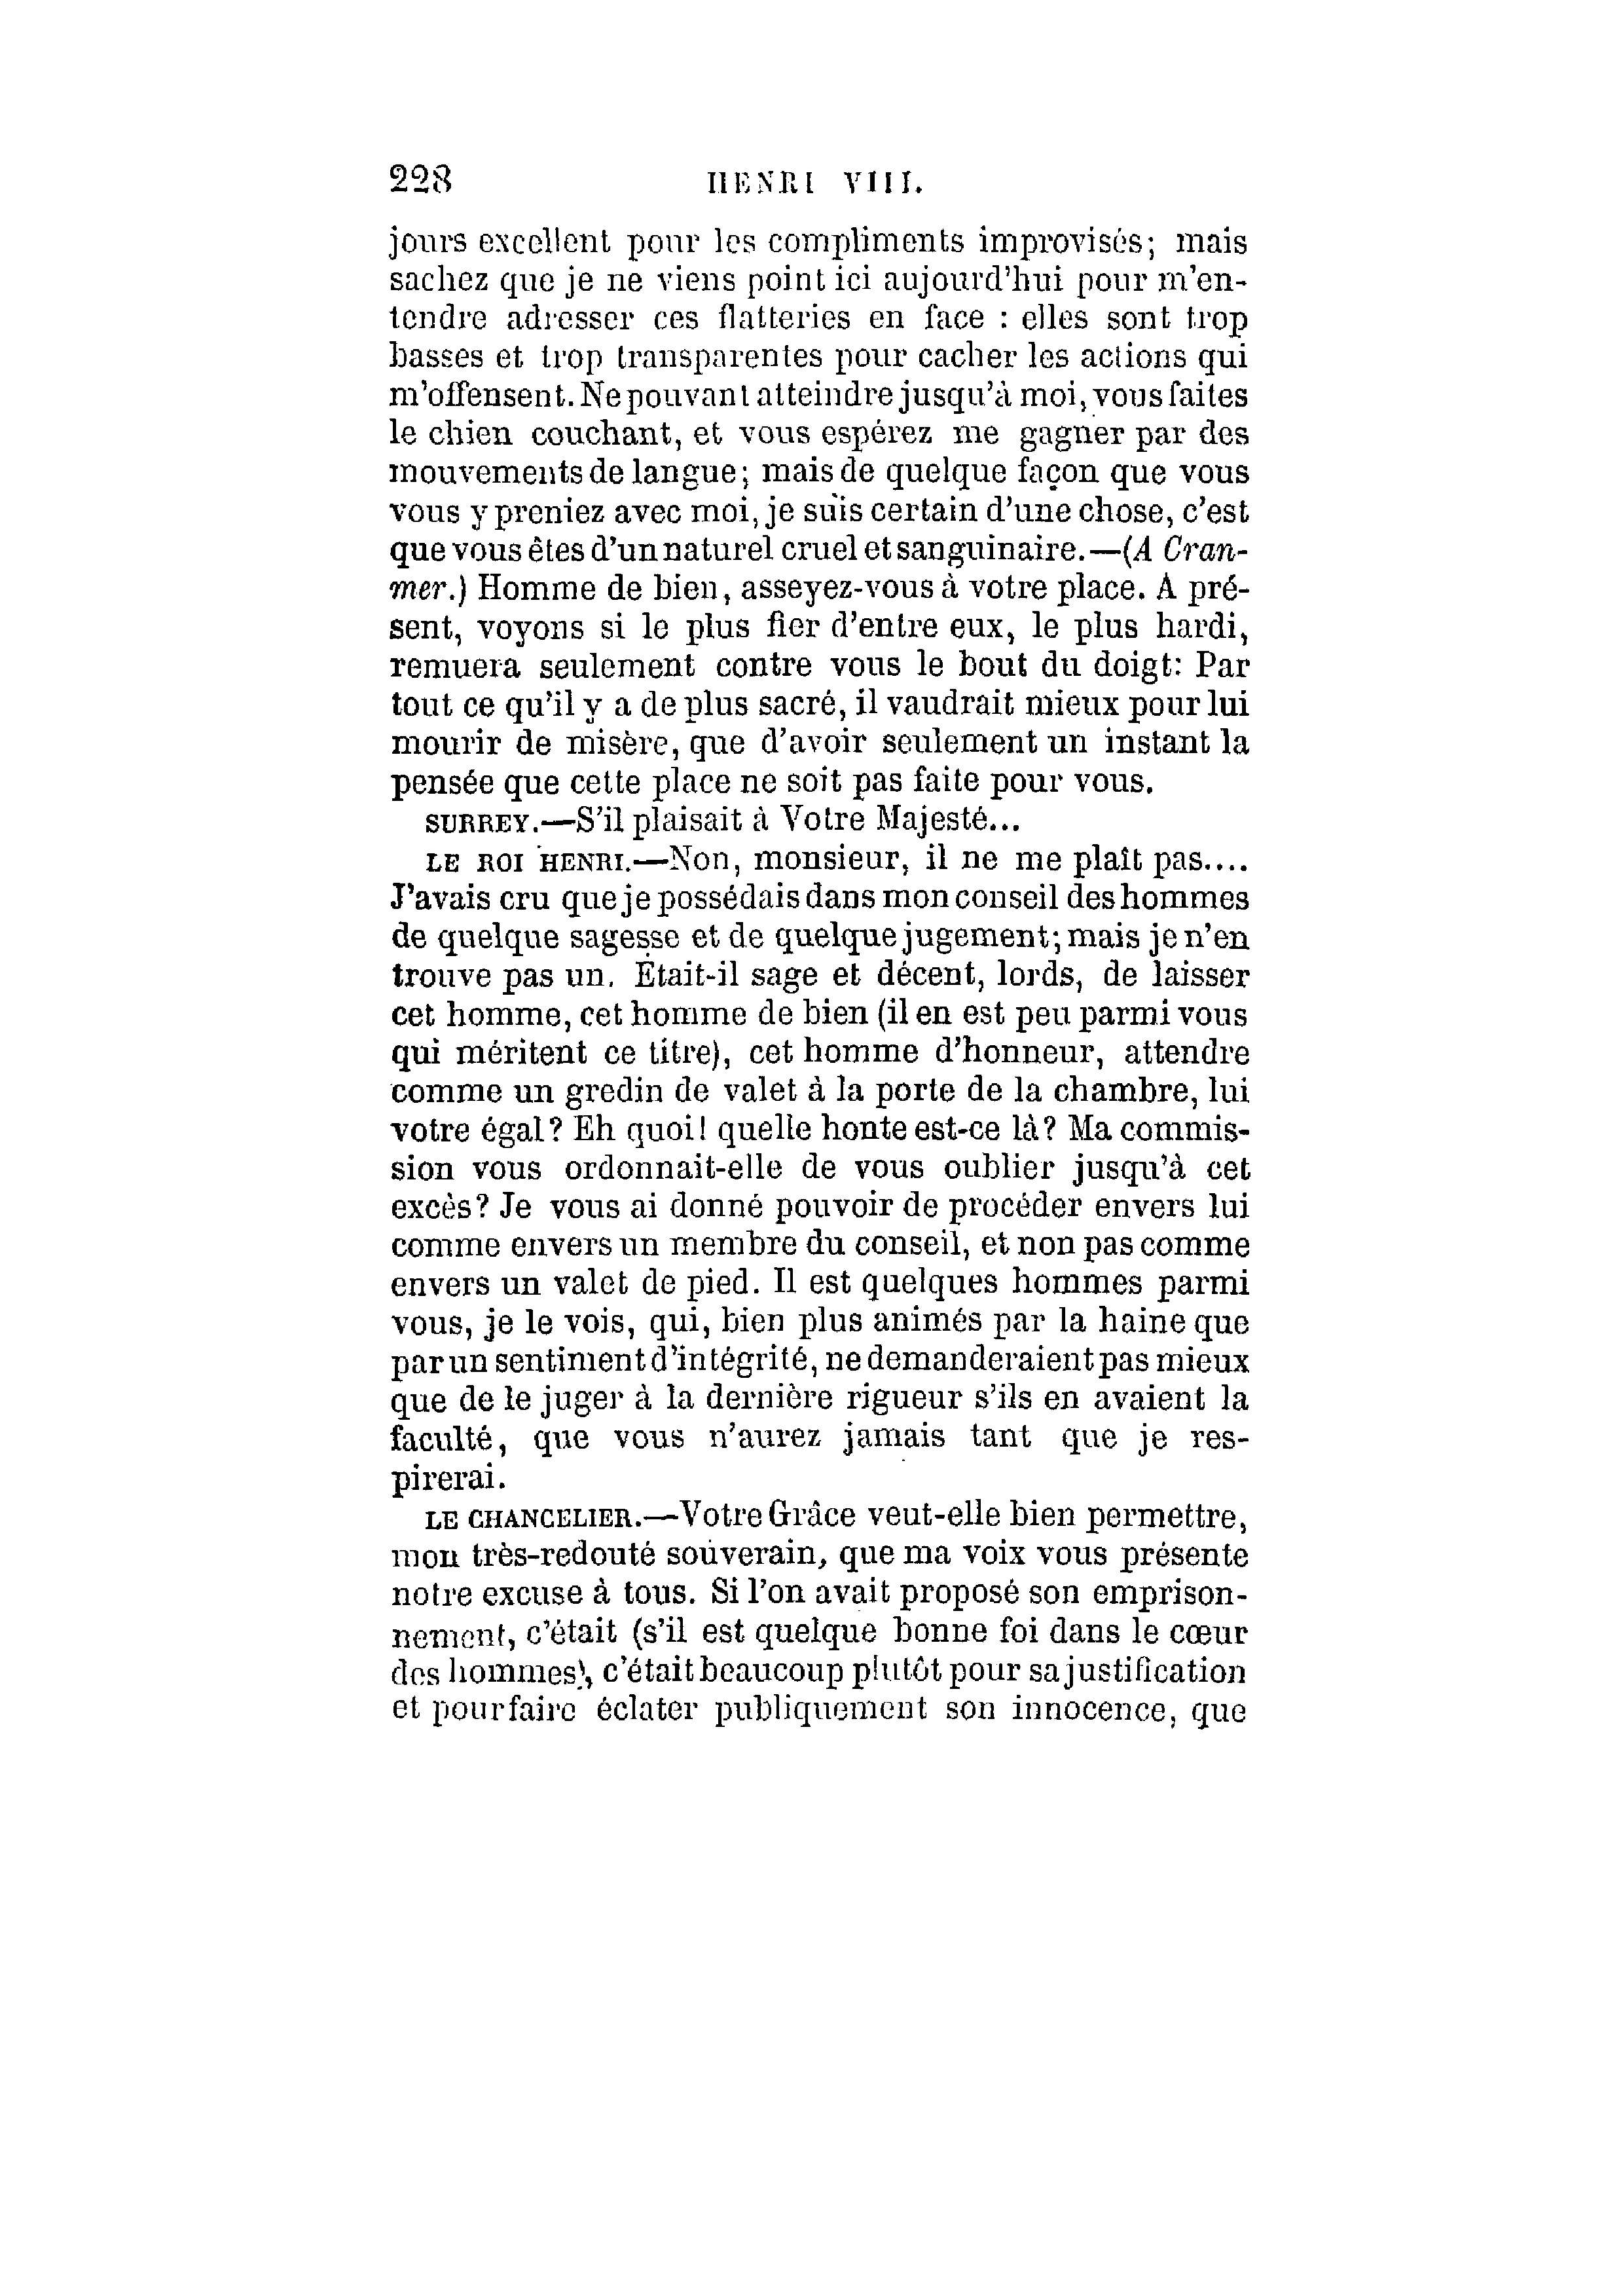 228 HENRI VIII.
jours excellent pour les compliments improvisés; mais
sachez que je ne viens point ici aujourd'hui pour m'en-
tendre adresser ces flatteries en face : elles sont trop
basses et trop transparentes pour cacher les actions qui
m'offensent. Ne pouvant atteindre jusqu'à moi, vous faites
le chien couchant, et vous espérez me gagner par des
mouvements de langue; mais de quelque façon que vous
vous y preniez avec moi, je suis certain d'une chose, c'est
que vous êtes d'un naturel cruel et sanguinaire.—(A Cran-
mer.) Homme de bien, asseyez-vous à votre place. A pré-
sent, voyons si le plus fier d'entre eux, le plus hardi,
remuera seulement contre vous le bout du doigt: Par
tout ce qu'il y a de plus sacré, il vaudrait mieux pour lui
mourir de misère, que d'avoir seulement un instant la
pensée que cette place ne soit pas faite pour vous.
SURREY.—S'il plaisait à Votre Majesté...
LE ROI HENRI.—Non, monsieur, il ne me plaît pas....
J'avais cru que je possédais dans mon conseil des hommes
de quelque sagesse et de quelque jugement; mais je n'en
trouve pas un. Était-il sage et décent, lords, de laisser
cet homme, cet homme de bien (il en est peu parmi vous
qui méritent ce titre), cet homme d'honneur, attendre
comme un gredin de valet à la porte de la chambre, lui
votre égal? Eh quoi! quelle honte est-ce là? Ma commis-
sion vous ordonnait-elle de vous oublier jusqu'à cet
excès? Je vous ai donné pouvoir de procéder envers lui
comme envers un membre du conseil, et non pas comme
envers un valet de pied. Il est quelques hommes parmi
vous, je le vois, qui, bien plus animés par la haine que
par un sentiment d'intégrité, ne demanderaient pas mieux
que de le juger à la dernière rigueur s'ils en avaient la
faculté, que vous n'aurez jamais tant que je res-
pirerai.
LE CHANCELIER.—Votre Grâce veut-elle bien permettre,
mon très-redouté souverain, que ma voix vous présente
notre excuse à tous. Si l'on avait proposé son emprison-
nement, c'était (s'il est quelque bonne foi dans le cœur
des hommes), c'était beaucoup plutôt pour sa justification
et pour faire éclater publiquement son innocence, que